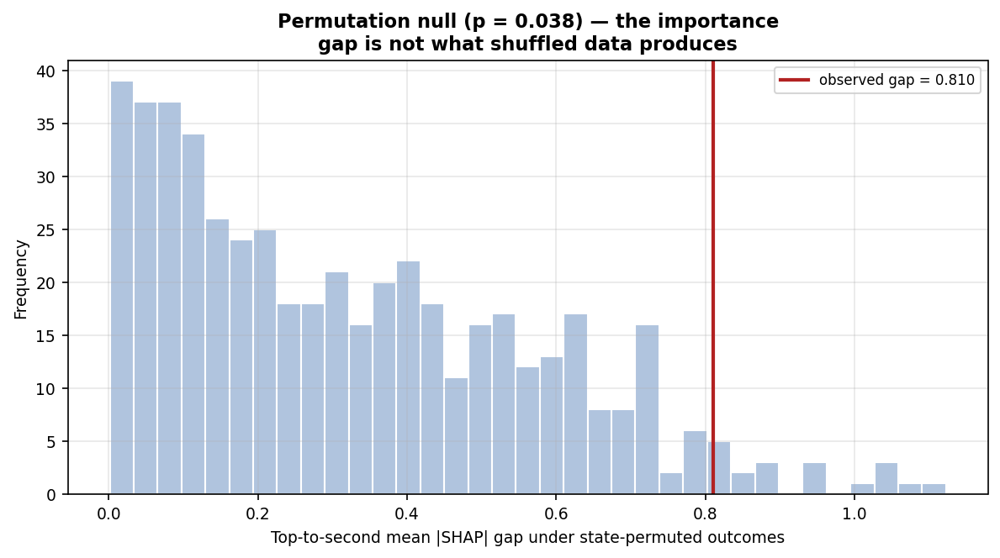 Permutation null (p = 0.038) — the importance
gap is not what shuffled data produces
observed gap = 0.810
Frequency
40
35
30
25
20
15
10
5
0
0.0 0.2 0.4 0.6 0.8 1.0
Top-to-second mean |SHAP| gap under state-permuted outcomes